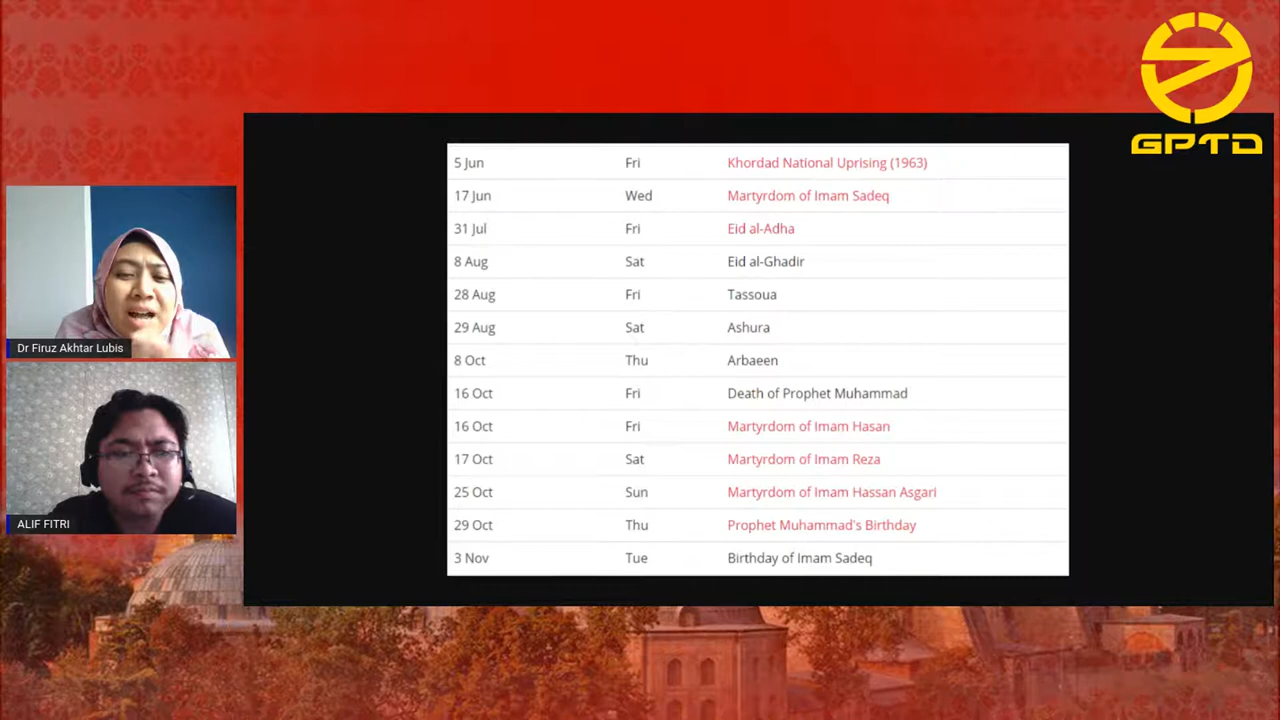 GPTD
5 Jun Fri Khordad National Uprising (1963)
17 Jun Wed Martyrdom of Imam Sadeq
31 Jul Fri Eid al-Adha
8 Aug Sat Eid al-Ghadir
28 Aug Fri Tassoua
29 Aug Sat Ashura
8 Oct Thu Arbaeen
16 Oct Fri Death of Prophet Muhammad
16 Oct Fri Martyrdom of Imam Hasan
17 Oct Sat Martyrdom of Imam Reza
25 Oct Sun Martyrdom of Imam Hassan Asgari
29 Oct Thu Prophet Muhammad's Birthday
3 Nov Tue Birthday of Imam Sadeq
Dr Firuz Akhtar Lubis
ALIF FITRI